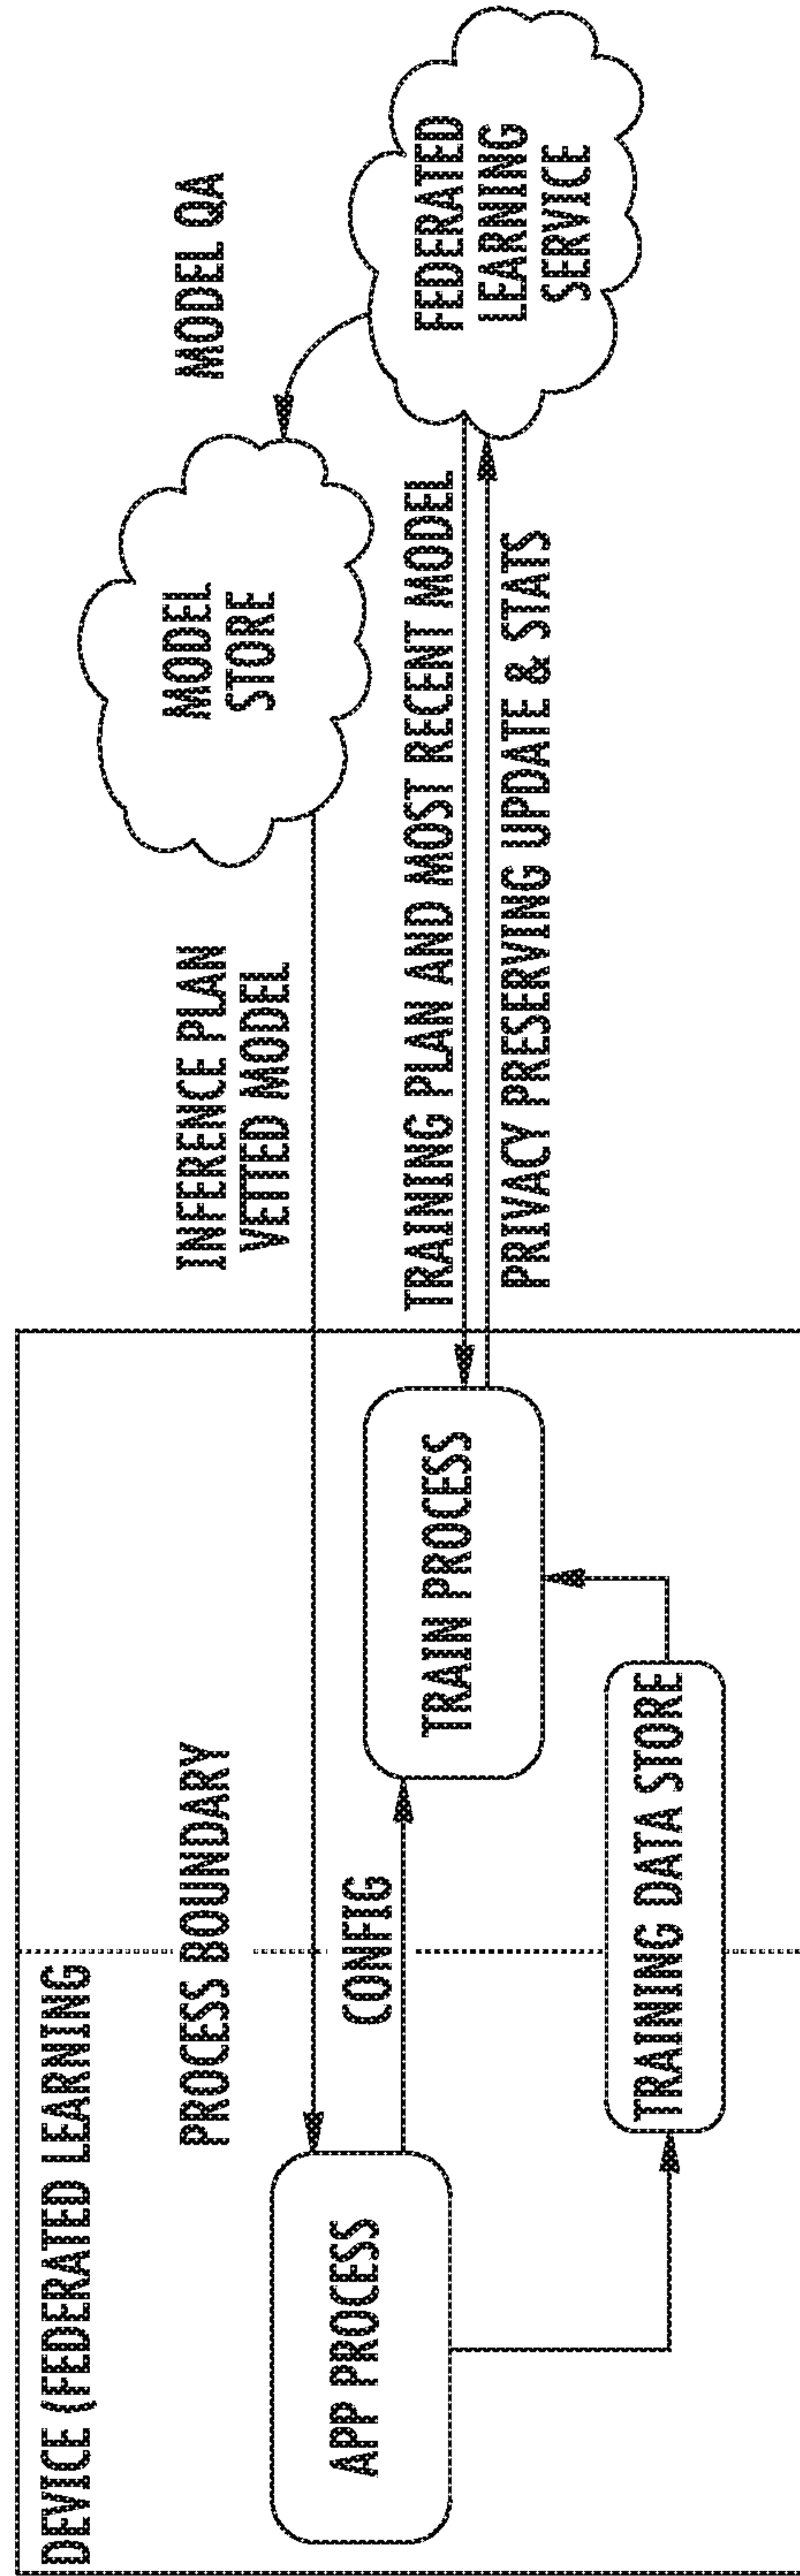 DEVICE (FEDERATED LEARNING
PROCESS BOUNDARY
APP PROCESS
CONFIG
TRAIN PROCESS
TRAINING DATA STORE
INFERENCE PLAN
VETTED MODEL
MODEL
STORE
MODEL QA
TRAINING PLAN AND MOST RECENT MODEL
PRIVACY PRESERVING UPDATE & STATS
FEDERATED
LEARNING
SERVICE